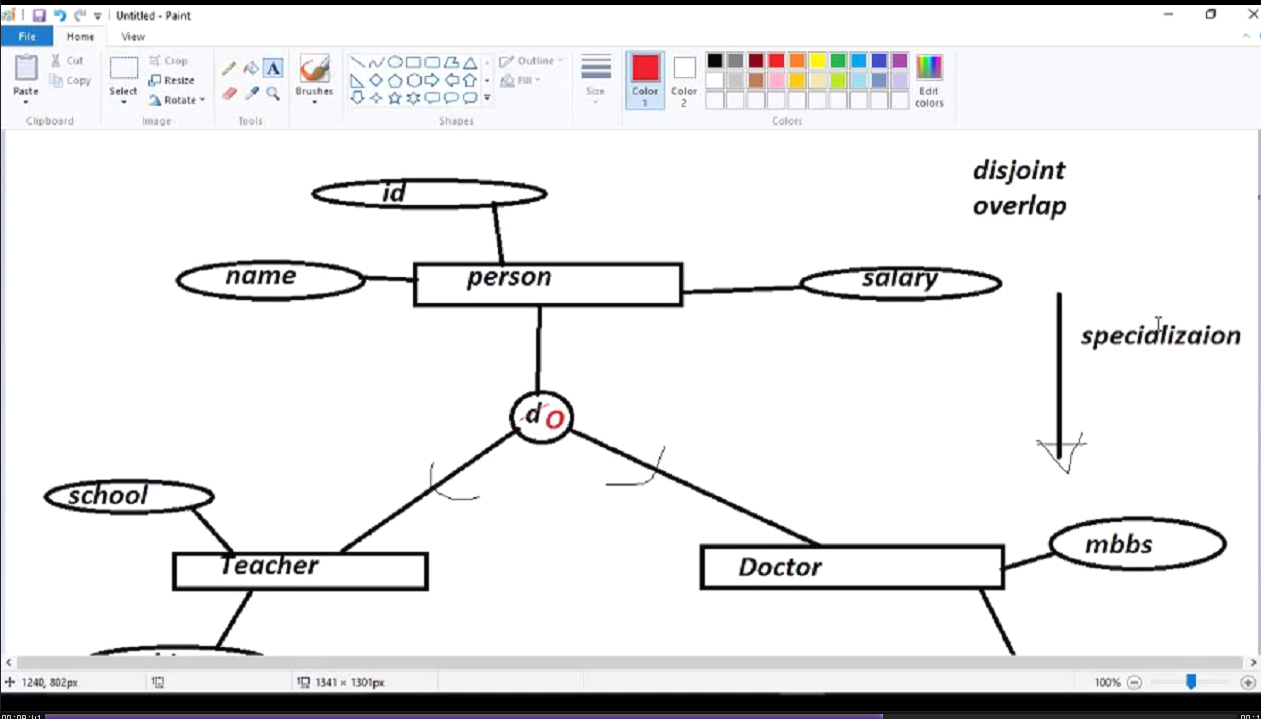 Untitled - Paint
File Home View
Paste
Cut
Copy
Clipboard
Select
Crop
Resize
Rotate
Image
A
Tools
Brushes
Shapes
Outline
Fill
Size
Color 1
Color 2
Edit colors
Colors
disjoint
overlap
id
name
person
salary
specializaion
d O
school
Teacher
Doctor
mbbs
1240, 802px
1341 × 1301px
100%